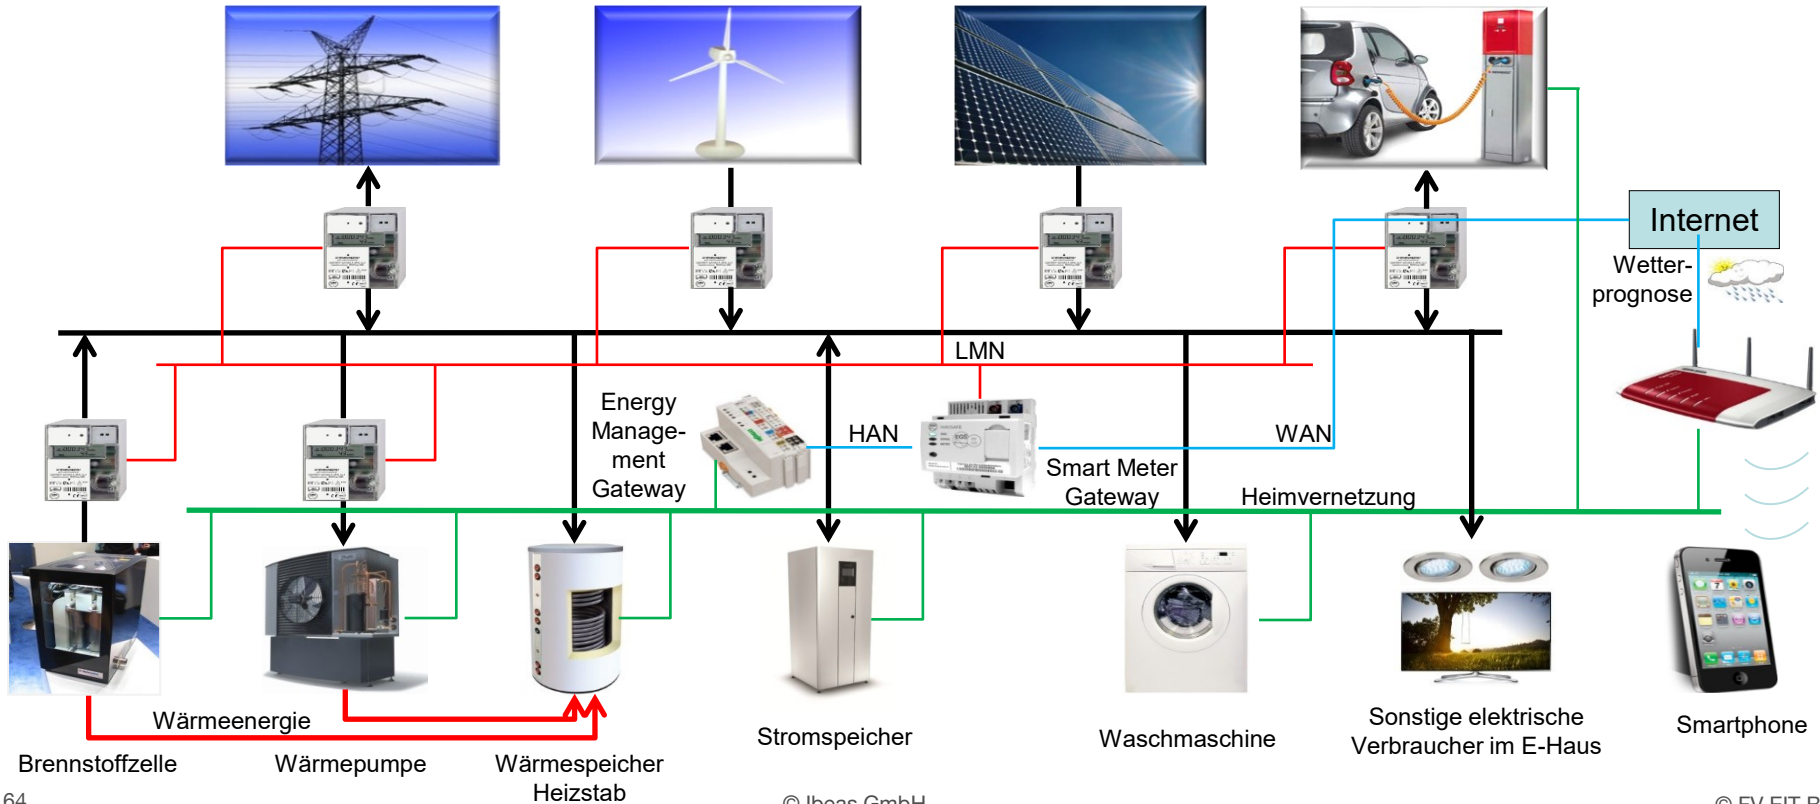 Internet
Wetter-
prognose
LMN
Energy
Manage-
ment
Gateway
HAN
WAN
Smart Meter
Gateway
Heimvernetzung
Wärmeenergie
Brennstoffzelle
Wärmepumpe
Wärmespeicher
Heizstab
Stromspeicher
Waschmaschine
Sonstige elektrische
Verbraucher im E-Haus
Smartphone
64
© Ibeas GmbH